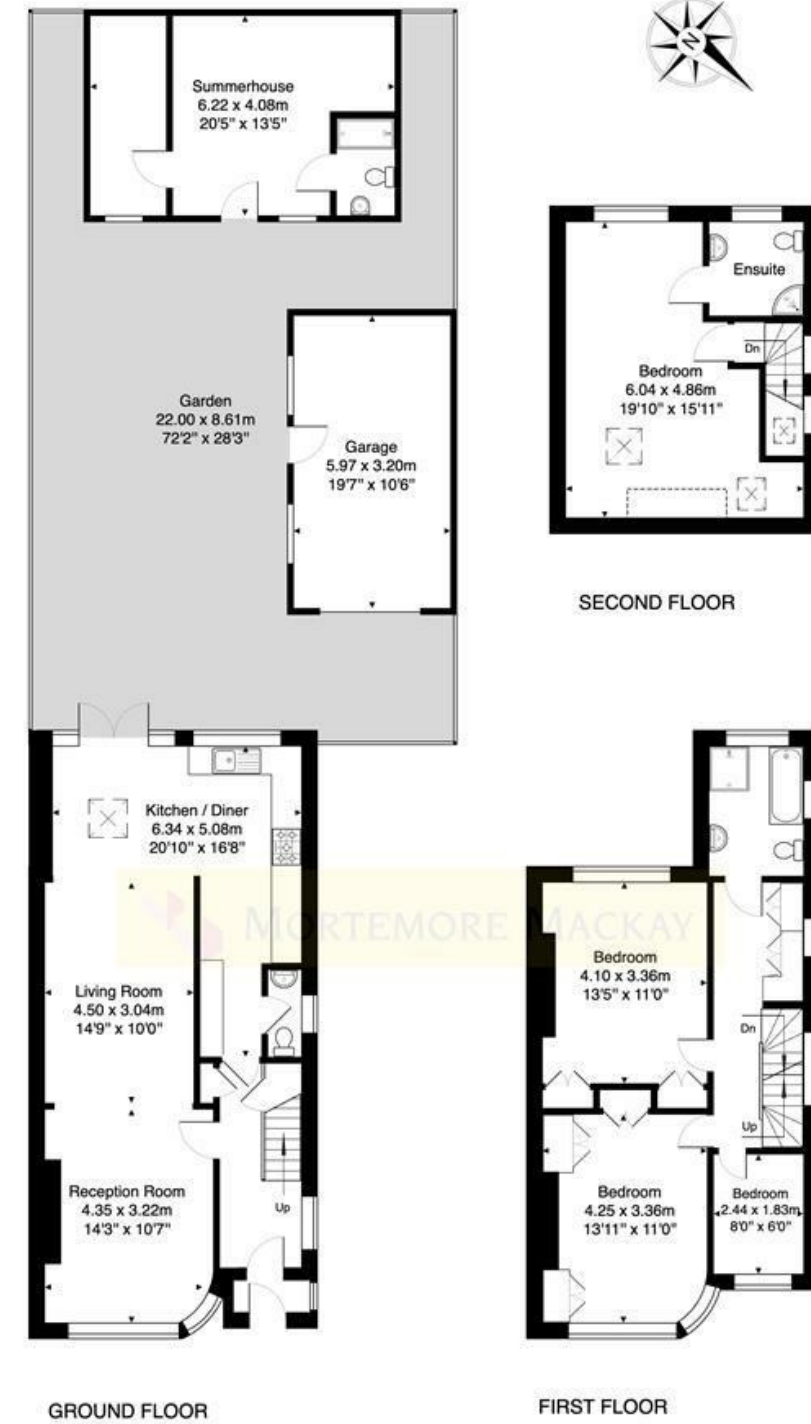 N
Summerhouse
6.22 x 4.08m
20'5" x 13'5"
Garden
22.00 x 8.61m
72'2" x 28'3"
Garage
5.97 x 3.20m
19'7" x 10'6"
Ensuite
Dn
Bedroom
6.04 x 4.86m
19'10" x 15'11"
SECOND FLOOR
Kitchen / Diner
6.34 x 5.08m
20'10" x 16'8"
MORTEMORE MACKAY
Living Room
4.50 x 3.04m
14'9" x 10'0"
Reception Room
4.35 x 3.22m
14'3" x 10'7"
Up
GROUND FLOOR
Bedroom
4.10 x 3.36m
13'5" x 11'0"
Dn
Up
Bedroom
4.25 x 3.36m
13'11" x 11'0"
Bedroom
2.44 x 1.83m
8'0" x 6'0"
FIRST FLOOR